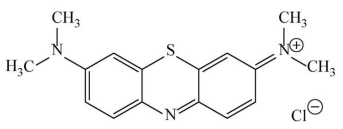 CH₃ CH₃
N S N⊕
H₃C CH₃
N
Cl⊖